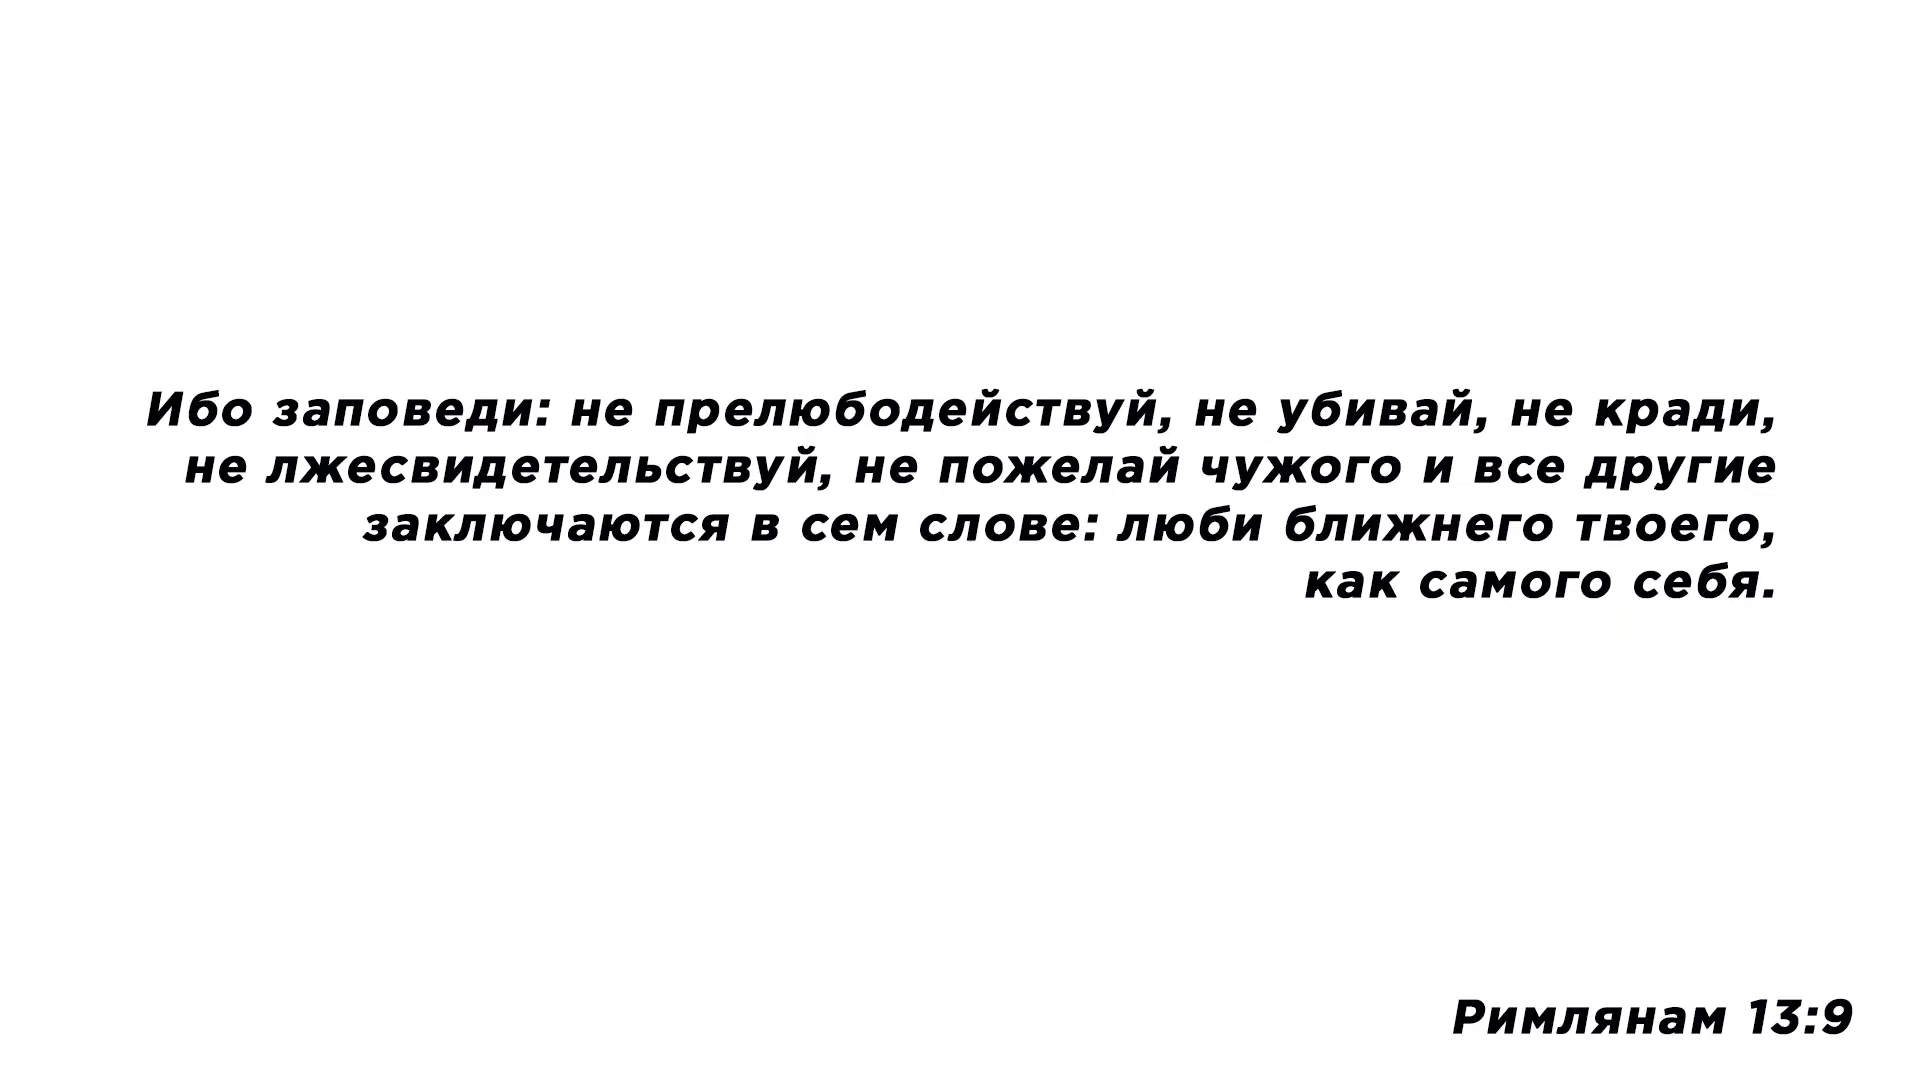 Ибо заповеди: не прелюбодействуй, не убивай, не кради,
не лжесвидетельствуй, не пожелай чужого и все другие
заключаются в сем слове: люби ближнего твоего,
как самого себя.
Римлянам 13:9